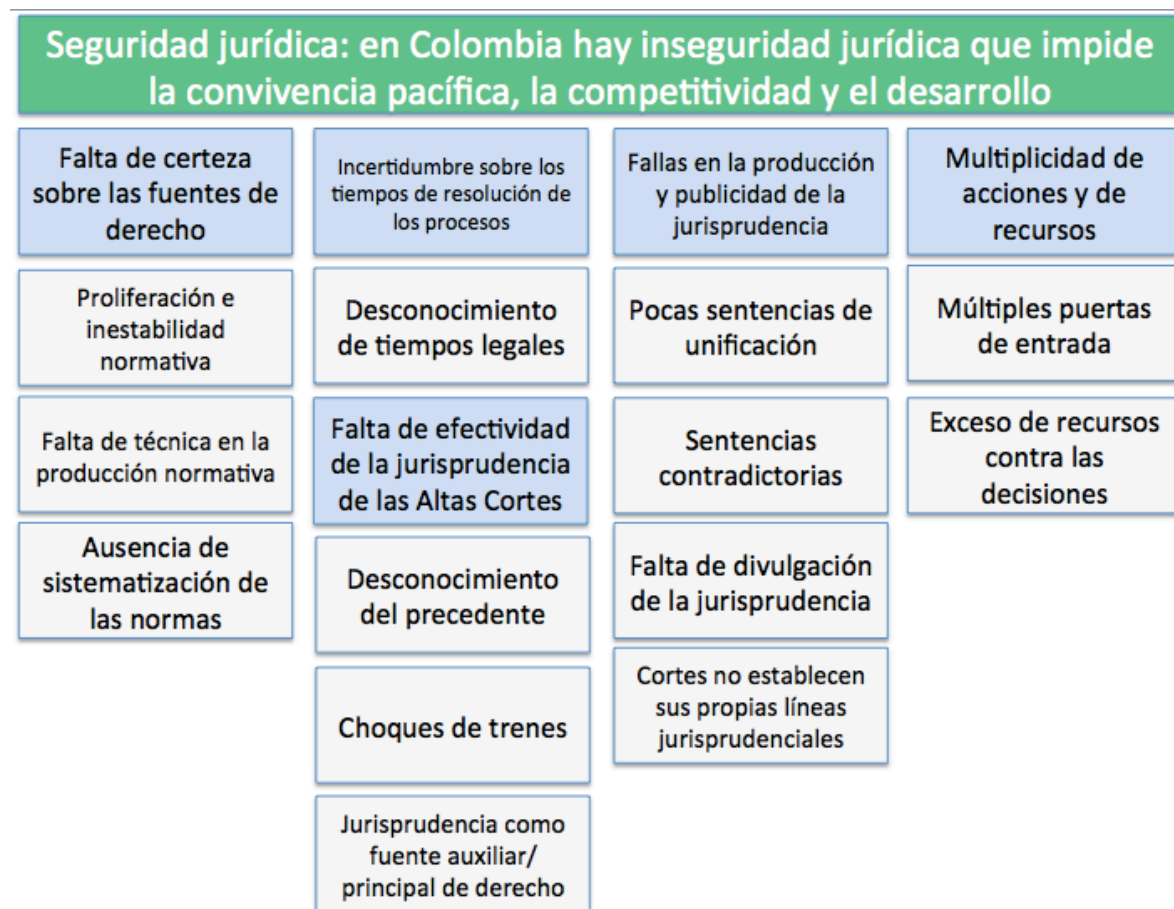 Seguridad jurídica: en Colombia hay inseguridad jurídica que impide
la convivencia pacífica, la competitividad y el desarrollo
Falta de certeza
sobre las fuentes de
derecho
Proliferación e
inestabilidad
normativa
Falta de técnica en la
producción normativa
Ausencia de
sistematización de
las normas
Incertidumbre sobre los
tiempos de resolución de
los procesos
Desconocimiento
de tiempos legales
Falta de efectividad
de la jurisprudencia
de las Altas Cortes
Desconocimiento
del precedente
Choques de trenes
Jurisprudencia como
fuente auxiliar/
principal de derecho
Fallas en la producción
y publicidad de la
jurisprudencia
Pocas sentencias de
unificación
Sentencias
contradictorias
Falta de divulgación
de la jurisprudencia
Cortes no establecen
sus propias líneas
jurisprudenciales
Multiplicidad de
acciones y de
recursos
Múltiples puertas
de entrada
Exceso de recursos
contra las
decisiones